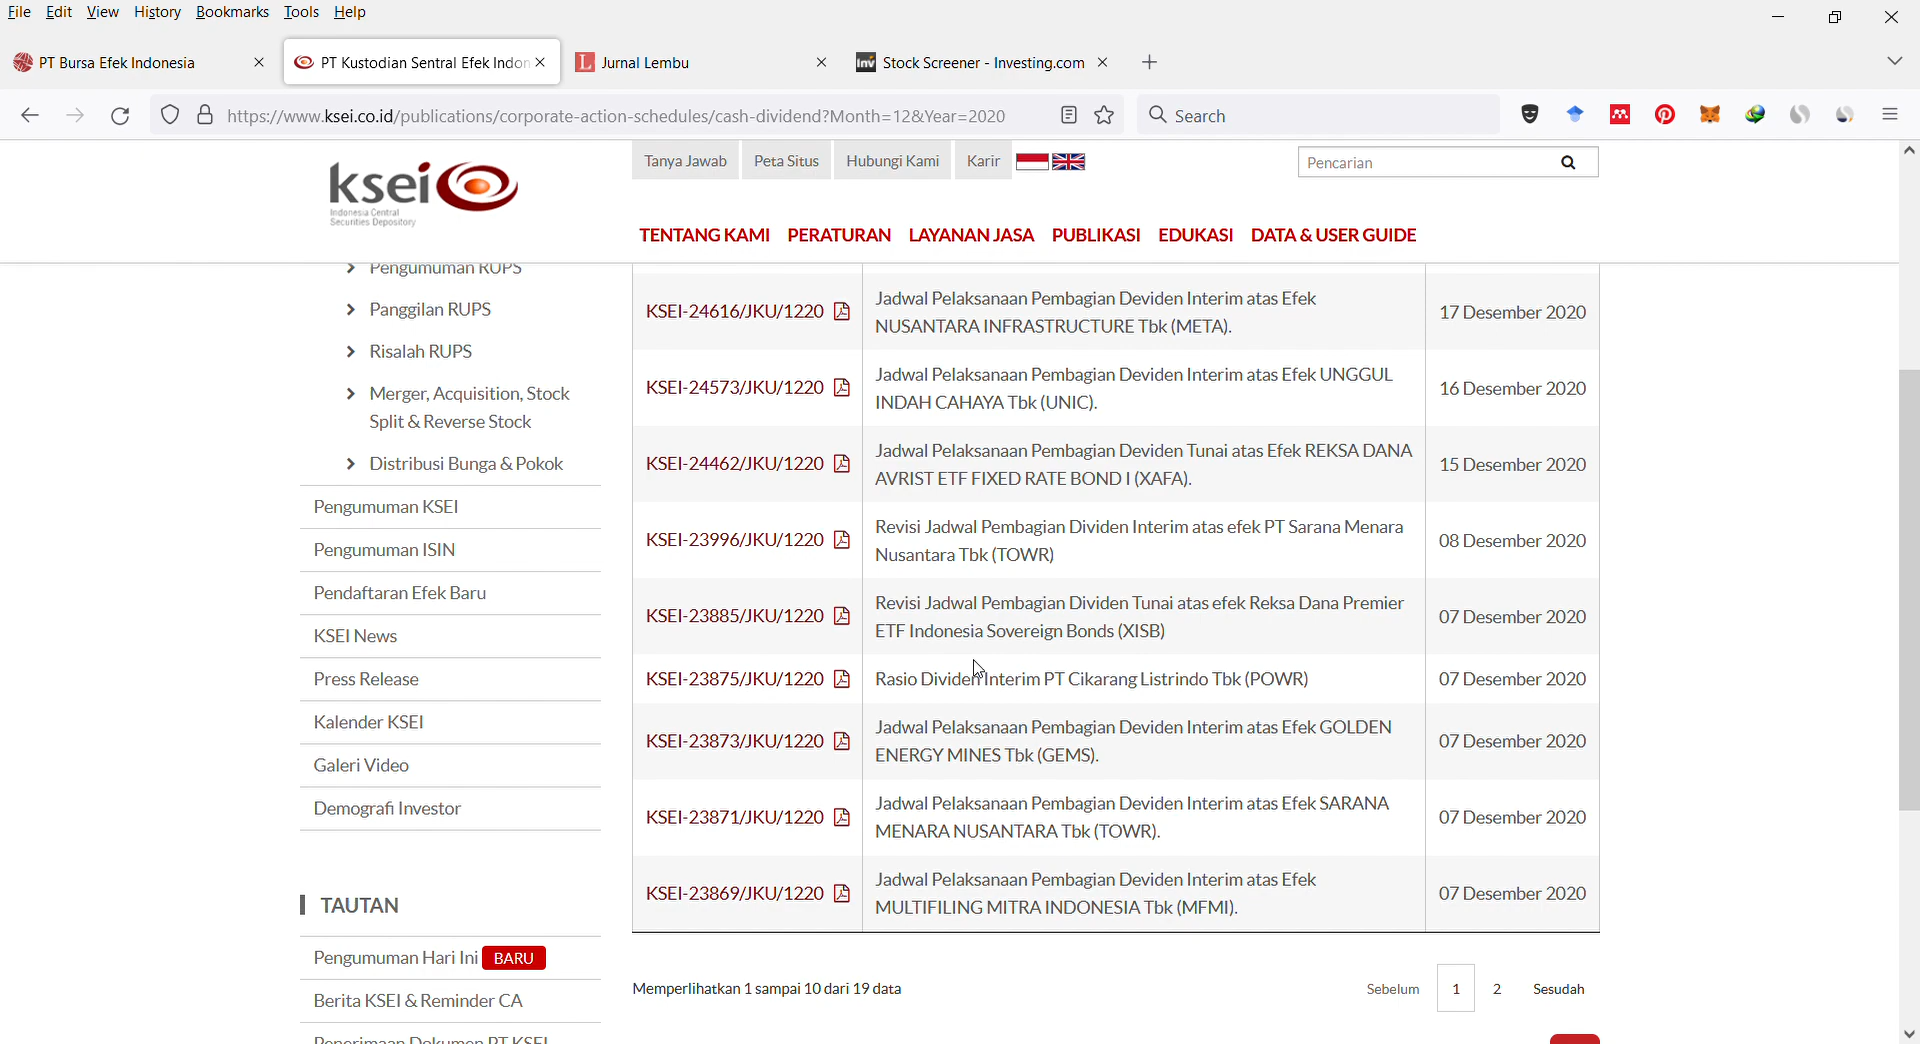 File Edit View History Bookmarks Tools Help
PT Bursa Efek Indonesia
PT Kustodian Sentral Efek Indon
Jurnal Lembu
Stock Screener - Investing.com
https://www.ksei.co.id/publications/corporate-action-schedules/cash-dividend?Month=12&Year=2020
Search
ksei
Indonesia Central
Securities Depository
Tanya Jawab
Peta Situs
Hubungi Kami
Karir
Pencarian
TENTANG KAMI PERATURAN LAYANAN JASA PUBLIKASI EDUKASI DATA & USER GUIDE
Pengumuman RUPS
Panggilan RUPS
Risalah RUPS
Merger, Acquisition, Stock
Split & Reverse Stock
Distribusi Bunga & Pokok
Pengumuman KSEI
Pengumuman ISIN
Pendaftaran Efek Baru
KSEI News
Press Release
Kalender KSEI
Galeri Video
Demografi Investor
TAUTAN
Pengumuman Hari Ini BARU
Berita KSEI & Reminder CA
Penerimaan Dokumen PT KSEI
KSEI-24616/JKU/1220
Jadwal Pelaksanaan Pembagian Deviden Interim atas Efek
NUSANTARA INFRASTRUCTURE Tbk (META).
17 Desember 2020
KSEI-24573/JKU/1220
Jadwal Pelaksanaan Pembagian Deviden Interim atas Efek UNGGUL
INDAH CAHAYA Tbk (UNIC).
16 Desember 2020
KSEI-24462/JKU/1220
Jadwal Pelaksanaan Pembagian Deviden Tunai atas Efek REKSA DANA
AVRIST ETF FIXED RATE BOND I (XAFA).
15 Desember 2020
KSEI-23996/JKU/1220
Revisi Jadwal Pembagian Dividen Interim atas efek PT Sarana Menara
Nusantara Tbk (TOWR)
08 Desember 2020
KSEI-23885/JKU/1220
Revisi Jadwal Pembagian Dividen Tunai atas efek Reksa Dana Premier
ETF Indonesia Sovereign Bonds (XISB)
07 Desember 2020
KSEI-23875/JKU/1220
Rasio Dividen Interim PT Cikarang Listrindo Tbk (POWR)
07 Desember 2020
KSEI-23873/JKU/1220
Jadwal Pelaksanaan Pembagian Deviden Interim atas Efek GOLDEN
ENERGY MINES Tbk (GEMS).
07 Desember 2020
KSEI-23871/JKU/1220
Jadwal Pelaksanaan Pembagian Deviden Interim atas Efek SARANA
MENARA NUSANTARA Tbk (TOWR).
07 Desember 2020
KSEI-23869/JKU/1220
Jadwal Pelaksanaan Pembagian Deviden Interim atas Efek
MULTIFILING MITRA INDONESIA Tbk (MFMI).
07 Desember 2020
Memperlihatkan 1 sampai 10 dari 19 data
Sebelum 1 2 Sesudah